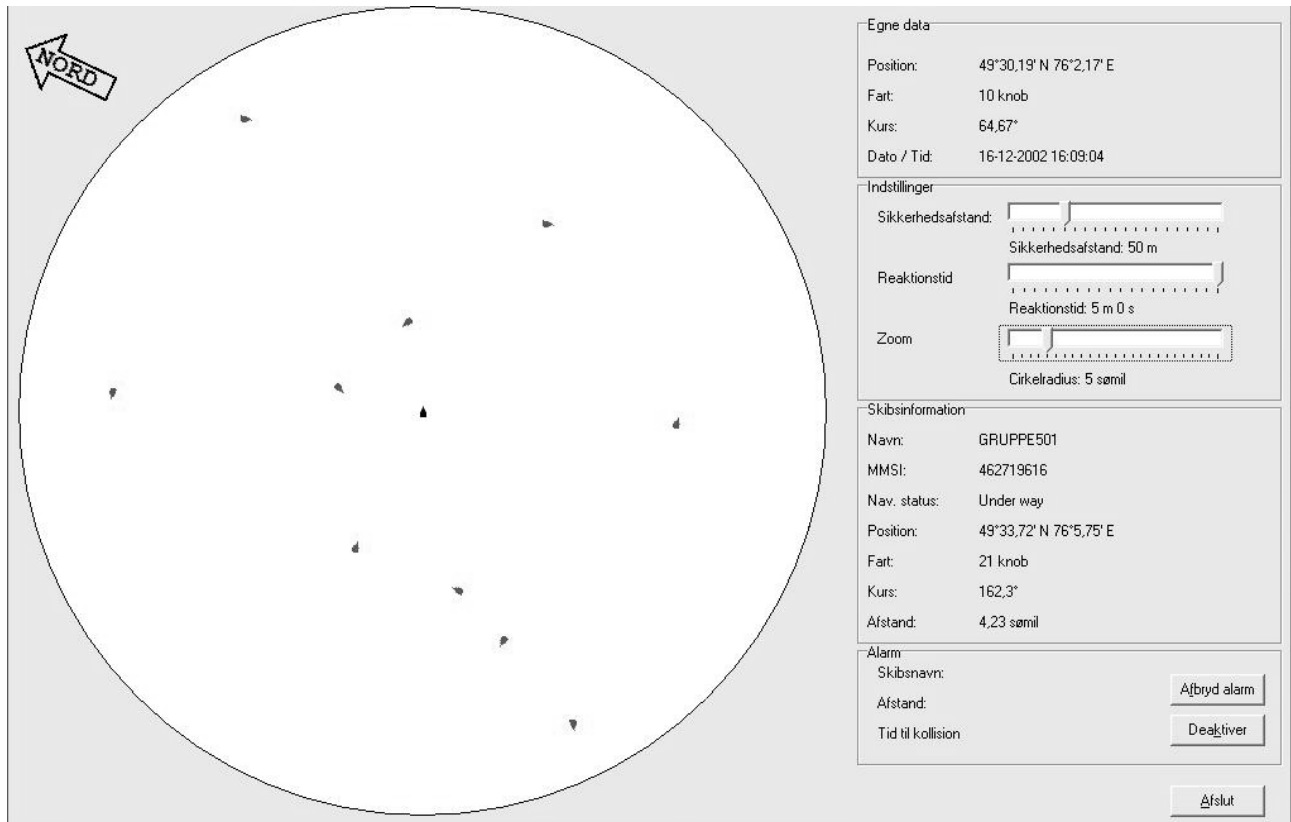 NORD
Egne data
Position: 49°30,19' N 76°2,17' E
Fart: 10 knob
Kurs: 64,67°
Dato / Tid: 16-12-2002 16:09:04
Indstillinger
Sikkerhedsafstand:
Sikkerhedsafstand: 50 m
Reaktionstid
Reaktionstid: 5 m 0 s
Zoom
Cirkelradius: 5 sømil
Skibsinformation
Navn: GRUPPE501
MMSI: 462719616
Nav. status: Under way
Position: 49°33,72' N 76°5,75' E
Fart: 21 knob
Kurs: 162,3°
Afstand: 4,23 sømil
Alarm
Skibsnavn:
Afbryd alarm
Afstand:
Tid til kollision
Deaktiver
Afslut